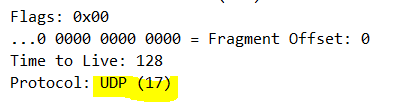 Flags: 0x00
...0 0000 0000 0000 = Fragment Offset: 0
Time to Live: 128
Protocol: UDP (17)